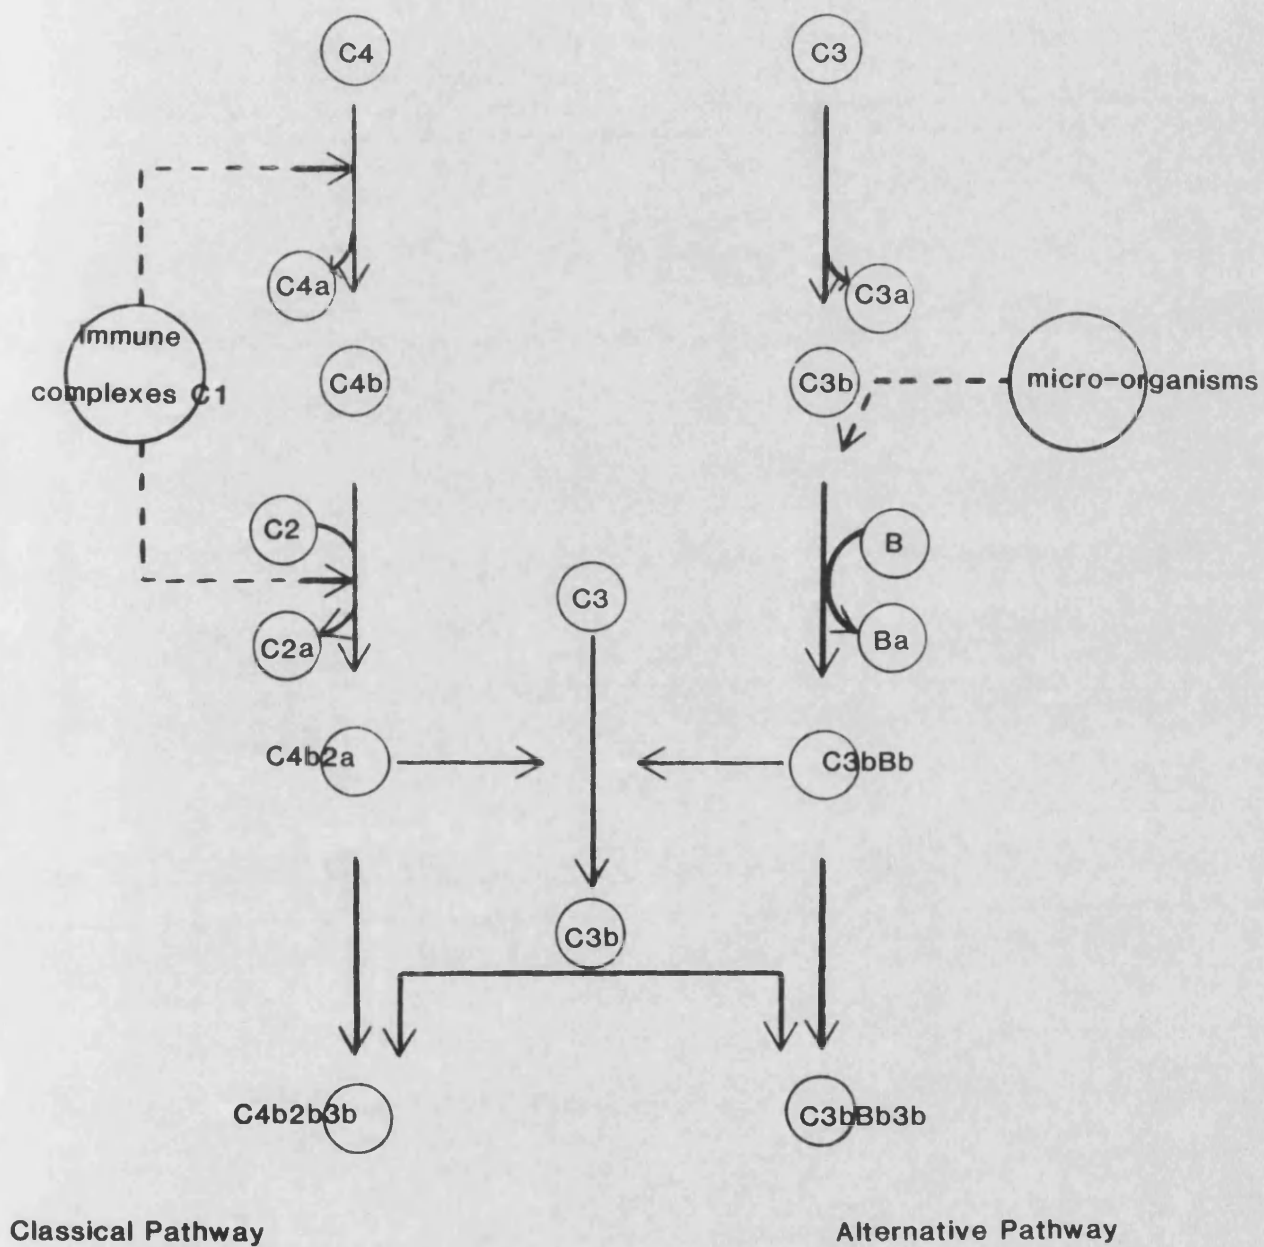 C4
C3
C4a
C3a
immune
complexes C1
C4b
C3b
micro-organisms
C2
B
C3
C2a
Ba
C4b2a
C3bBb
C3b
C4b2b3b
C3bBb3b
Classical Pathway
Alternative Pathway